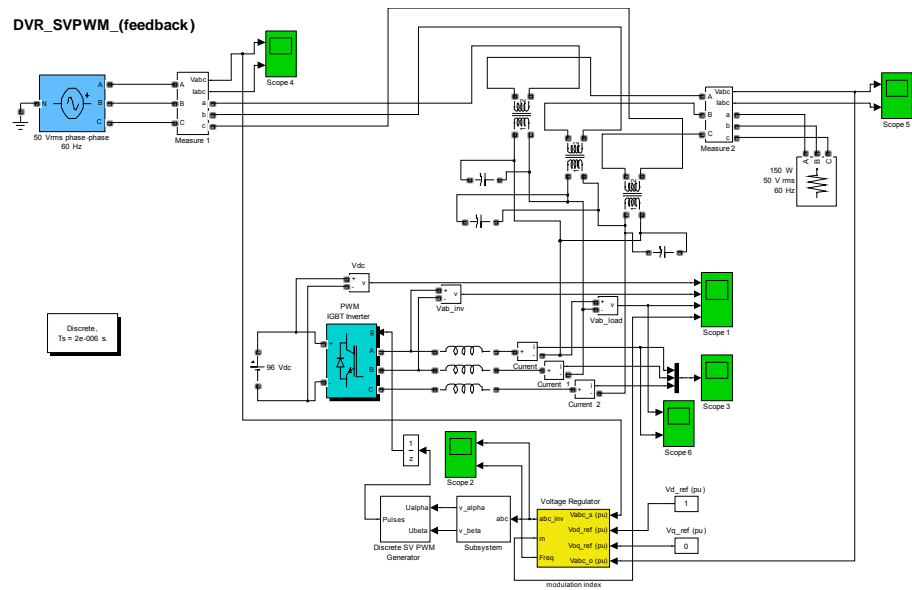 DVR_SVPWM_(feedback)
Scope 4
N
A
B
C
50 Vrms phase-phase
60 Hz
A
B
C
Vabc
Iabc
a
b
c
Measure 1
A
B
C
Vabc
Iabc
a
b
c
Measure 2
Scope 5
A
B
C
150 W
50 V rms
60 Hz
Vdc
+
-
v
+
-
v
Vab_inv
+
-
v
Vab_load
Scope 1
Discrete,
Ts = 2e-006 s.
96 Vdc
PWM
IGBT Inverter
g
+
-
A
B
C
+
i
-
Current
+
i
-
Current 1
+
i
-
Current 2
Scope 3
Scope 6
1
z
Scope 2
Pulses
Ualpha
Ubeta
Discrete SV PWM
Generator
v_alpha
v_beta
abc
Subsystem
Voltage Regulator
abc_inv
m
Freq
Vabc_s (pu)
Vod_ref (pu)
Voq_ref (pu)
Vabc_o (pu)
modulation index
Vd_ref (pu)
1
Vq_ref (pu)
0